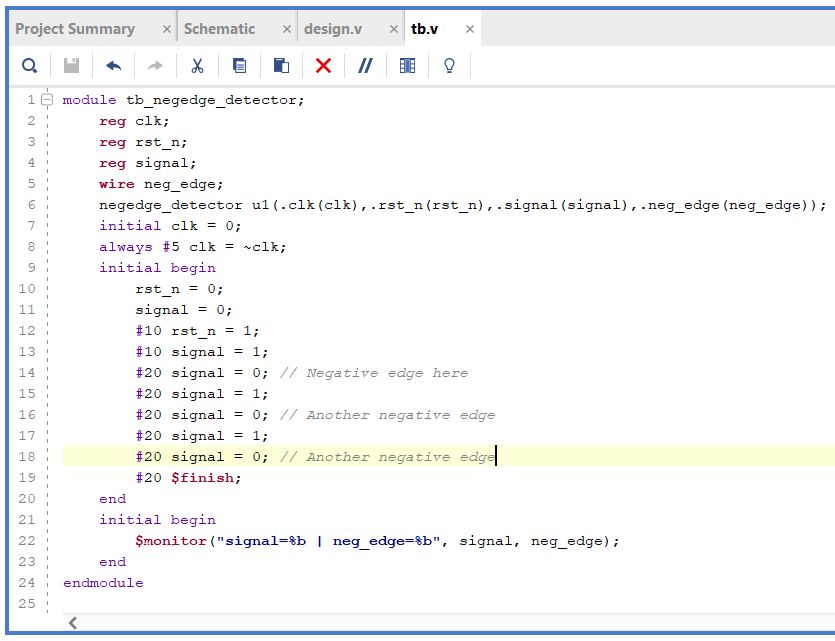 Project Summary × Schematic × design.v × tb.v ×
1 module tb_negedge_detector;
2 reg clk;
3 reg rst_n;
4 reg signal;
5 wire neg_edge;
6 negedge_detector u1(.clk(clk),.rst_n(rst_n),.signal(signal),.neg_edge(neg_edge));
7 initial clk = 0;
8 always #5 clk = ~clk;
9 initial begin
10 rst_n = 0;
11 signal = 0;
12 #10 rst_n = 1;
13 #10 signal = 1;
14 #20 signal = 0; // Negative edge here
15 #20 signal = 1;
16 #20 signal = 0; // Another negative edge
17 #20 signal = 1;
18 #20 signal = 0; // Another negative edge
19 #20 $finish;
20 end
21 initial begin
22 $monitor("signal=%b | neg_edge=%b", signal, neg_edge);
23 end
24 endmodule
25